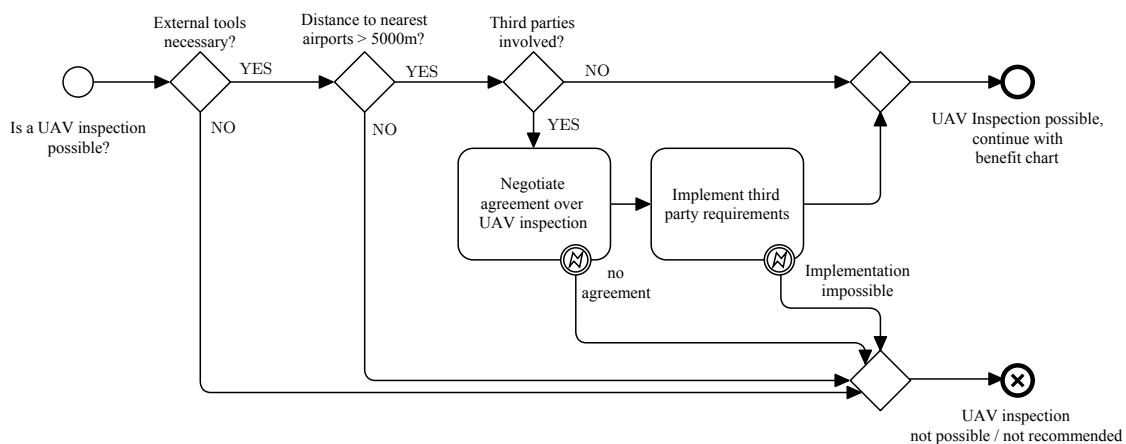 External tools
necessary?
Distance to nearest
airports > 5000m?
Third parties
involved?
YES
YES
NO
Is a UAV inspection
possible?
NO
NO
YES
UAV Inspection possible,
continue with
benefit chart
Negotiate
agreement over
UAV inspection
Implement third
party requirements
no
agreement
Implementation
impossible
UAV inspection
not possible / not recommended